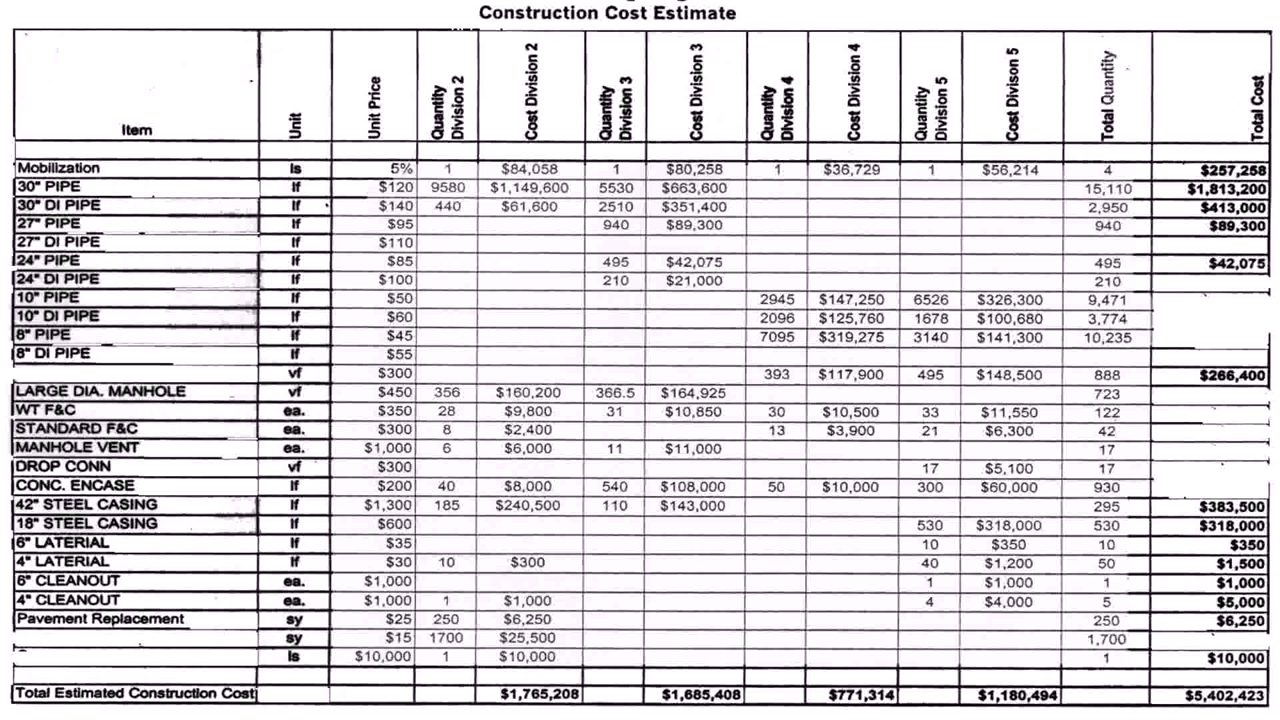 Construction Cost Estimate
Item Unit Unit Price Quantity Division 2 Cost Division 2 Quantity Division 3 Cost Division 3 Quantity Division 4 Cost Division 4 Quantity Division 5 Cost Divison 5 Total Quantity Total Cost
Mobilization ls 5% 1 $84,058 1 $80,258 1 $36,729 1 $56,214 4 $257,258
30" PIPE lf $120 9580 $1,149,600 5530 $663,600 15,110 $1,813,200
30" DI PIPE lf $140 440 $61,600 2510 $351,400 2,950 $413,000
27" PIPE lf $95 940 $89,300 940 $89,300
27" DI PIPE lf $110
24" PIPE lf $85 495 $42,075 495 $42,075
24" DI PIPE lf $100 210 $21,000 210
10" PIPE lf $50 2945 $147,250 6526 $326,300 9,471
10" DI PIPE lf $60 2096 $125,760 1678 $100,680 3,774
8" PIPE lf $45 7095 $319,275 3140 $141,300 10,235
8" DI PIPE lf $55
vf $300 393 $117,900 495 $148,500 888 $266,400
LARGE DIA. MANHOLE vf $450 356 $160,200 366.5 $164,925 723
WT F&C ea. $350 28 $9,800 31 $10,850 30 $10,500 33 $11,550 122
STANDARD F&C ea. $300 8 $2,400 13 $3,900 21 $6,300 42
MANHOLE VENT ea. $1,000 6 $6,000 11 $11,000 17
DROP CONN vf $300 17 $5,100 17
CONC. ENCASE lf $200 40 $8,000 540 $108,000 50 $10,000 300 $60,000 930
42" STEEL CASING lf $1,300 185 $240,500 110 $143,000 295 $383,500
18" STEEL CASING lf $600 530 $318,000 530 $318,000
6" LATERIAL lf $35 10 $350 10 $350
4" LATERIAL lf $30 10 $300 40 $1,200 50 $1,500
6" CLEANOUT ea. $1,000 1 $1,000 1 $1,000
4" CLEANOUT ea. $1,000 1 $1,000 4 $4,000 5 $5,000
Pavement Replacement sy $25 250 $6,250 250 $6,250
sy $15 1700 $25,500 1,700
ls $10,000 1 $10,000 1 $10,000
Total Estimated Construction Cost $1,765,208 $1,685,408 $771,314 $1,180,494 $5,402,423